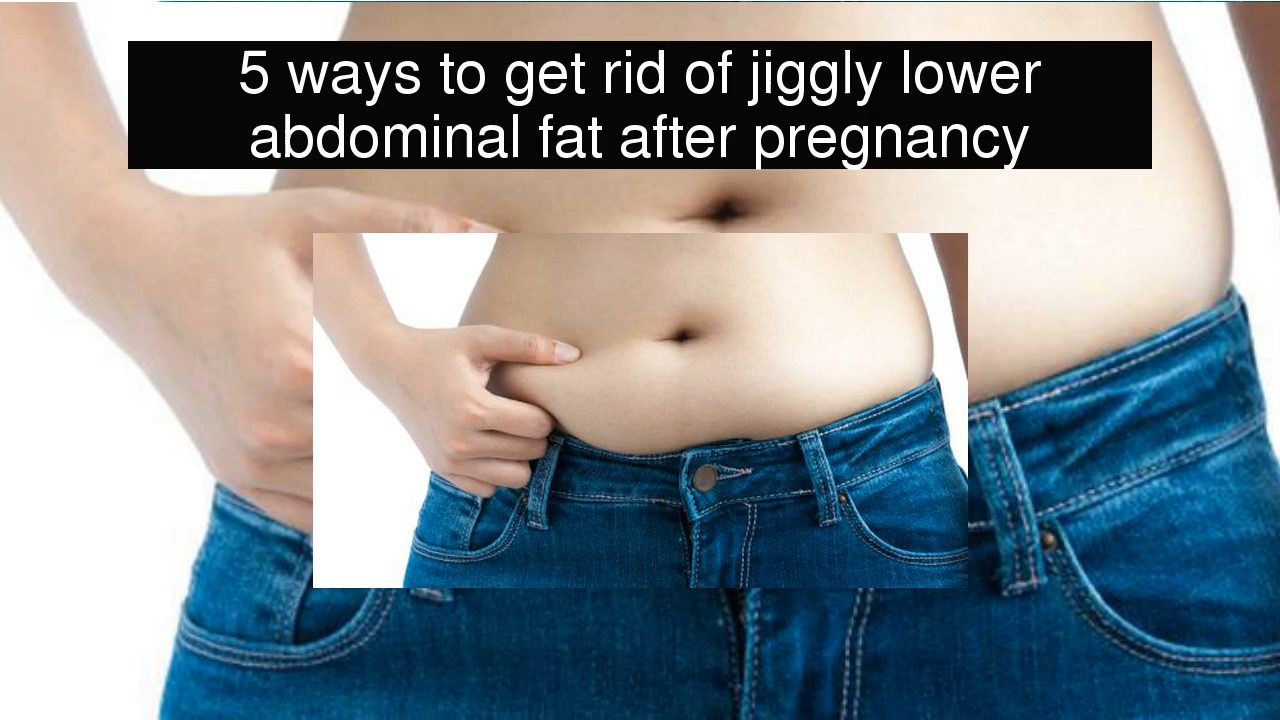 5 ways to get rid of jiggly lower
abdominal fat after pregnancy